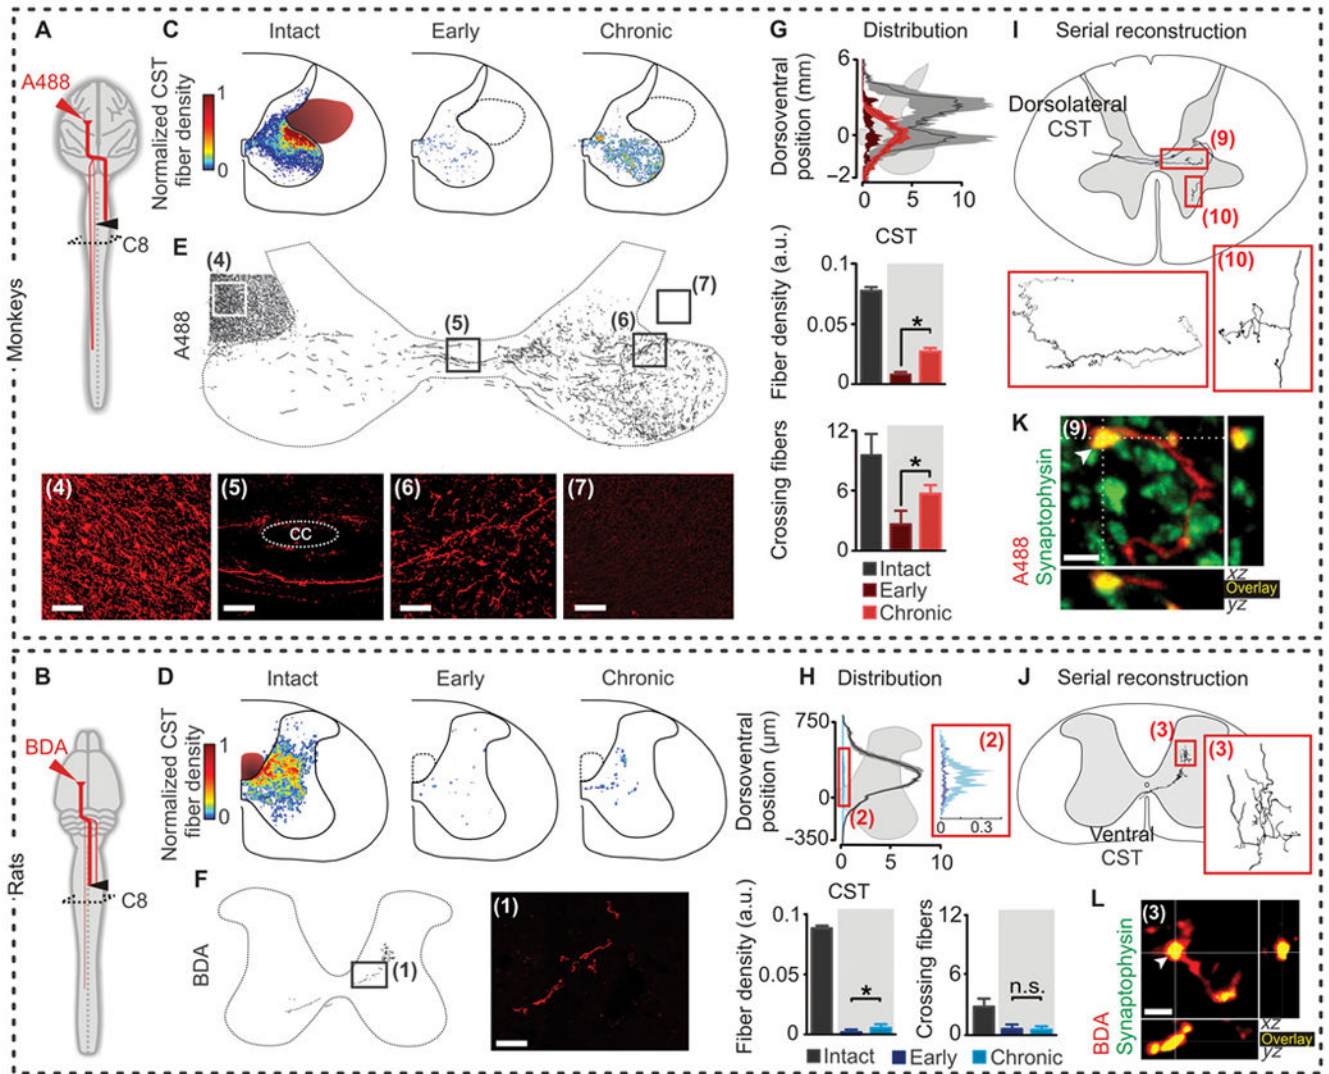 Monkeys
A
A488
C8
C
Intact
Early
Chronic
Normalized CST
fiber density
1
0
E
A488
(4)
(5)
(6)
(7)
(4)
(5)
CC
(6)
(7)
G
Distribution
Dorsoventral
position (mm)
6
0
−2
0
5
10
CST
Fiber density (a.u.)
0.1
0.05
0
*
Crossing fibers
12
6
0
*
Intact
Early
Chronic
I
Serial reconstruction
Dorsolateral
CST
(9)
(10)
(10)
K
A488
Synaptophysin
(9)
xz
Overlay
yz
Rats
B
BDA
C8
D
Intact
Early
Chronic
Normalized CST
fiber density
1
0
F
BDA
(1)
(1)
H
Distribution
Dorsoventral
position (µm)
750
0
−350
0
5
10
(2)
(2)
0
0.3
CST
Fiber density (a.u.)
0.1
0.05
0
*
Crossing fibers
12
6
0
n.s.
Intact
Early
Chronic
J
Serial reconstruction
(3)
(3)
Ventral
CST
L
BDA
Synaptophysin
(3)
xz
Overlay
yz